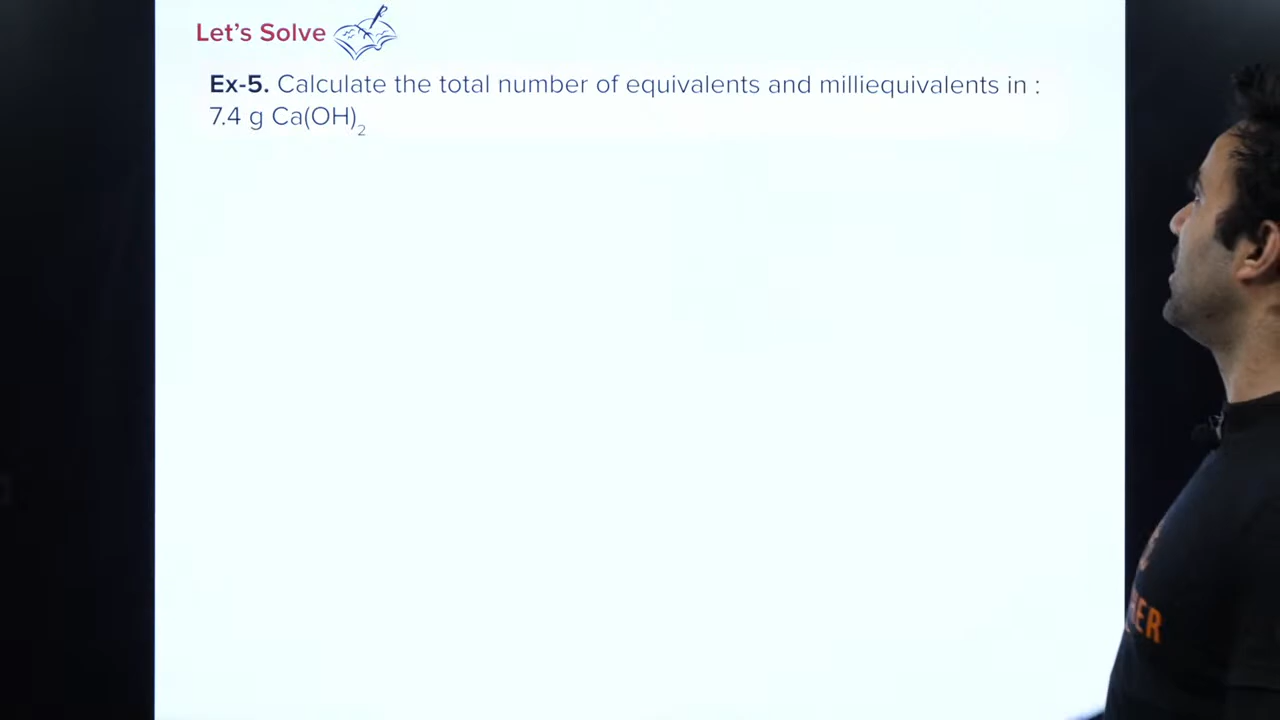 Let's Solve
Ex-5. Calculate the total number of equivalents and milliequivalents in :
7.4 g Ca(OH)₂